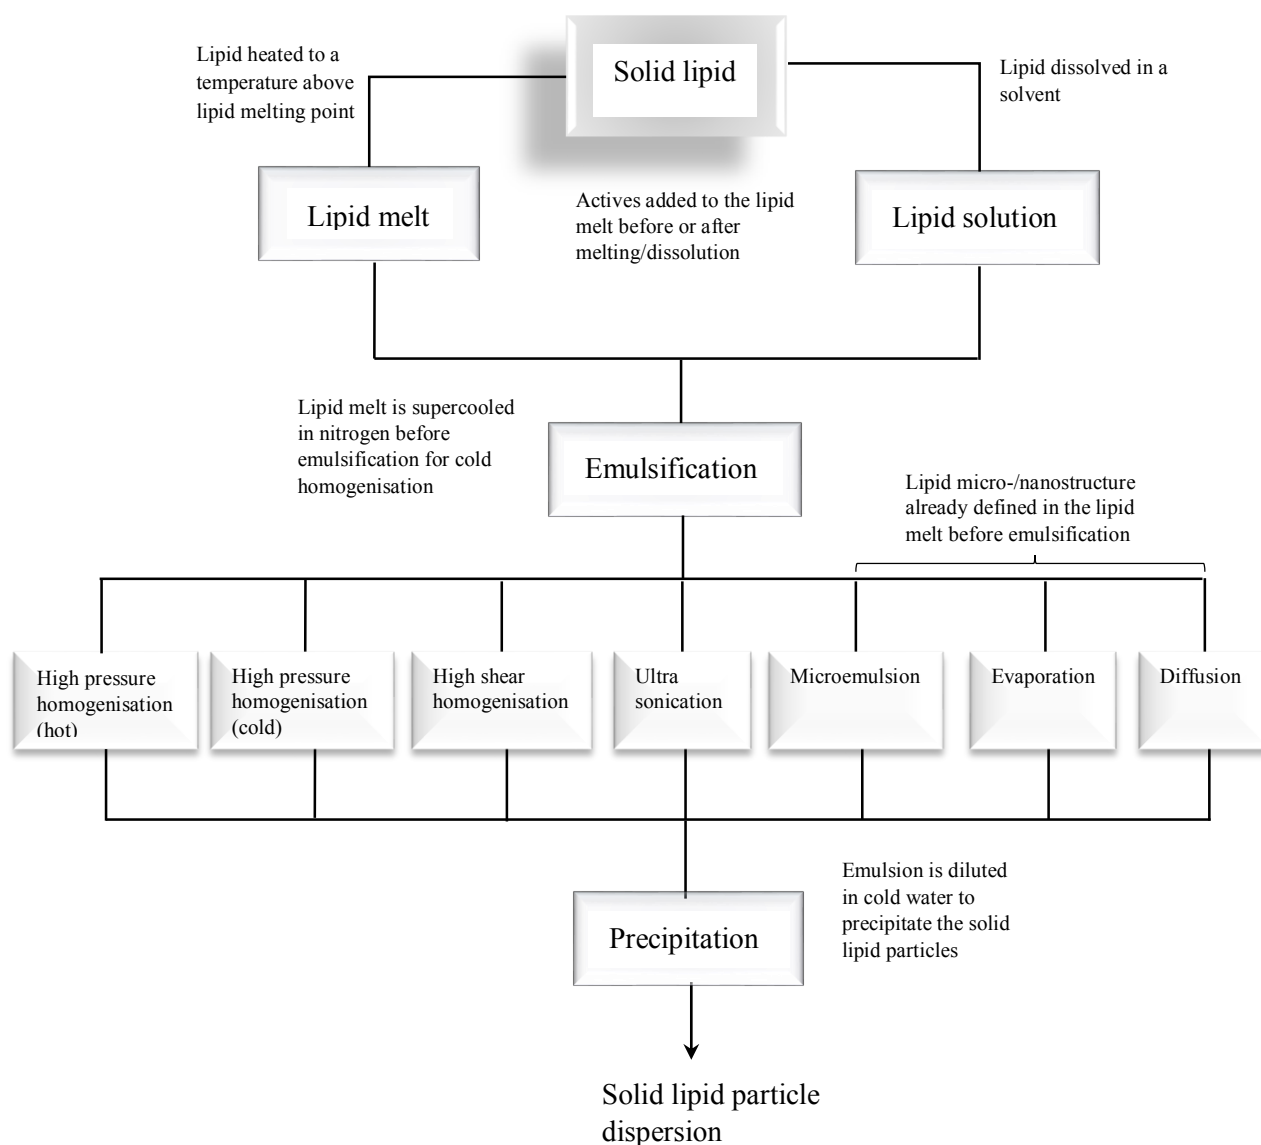 Lipid heated to a
temperature above
lipid melting point
Solid lipid
Lipid dissolved in a
solvent
Lipid melt
Actives added to the lipid
melt before or after
melting/dissolution
Lipid solution
Lipid melt is supercooled
in nitrogen before
emulsification for cold
homogenisation
Emulsification
Lipid micro-/nanostructure
already defined in the lipid
melt before emulsification
High pressure
homogenisation
(hot)
High pressure
homogenisation
(cold)
High shear
homogenisation
Ultra
sonication
Microemulsion
Evaporation
Diffusion
Precipitation
Emulsion is diluted
in cold water to
precipitate the solid
lipid particles
Solid lipid particle
dispersion